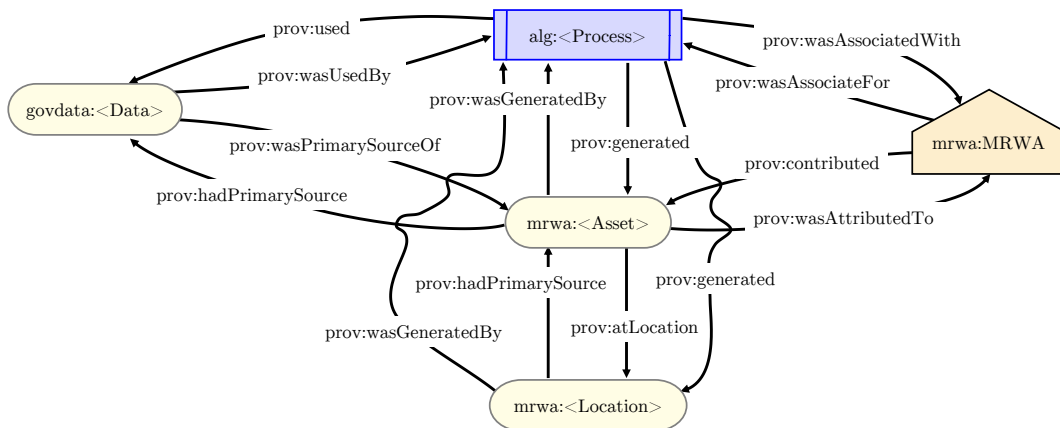 prov:used
alg:<Process>
prov:wasAssociatedWith
prov:wasUsedBy
prov:wasAssociateFor
govdata:<Data>
prov:wasGeneratedBy
prov:wasPrimarySourceOf
prov:generated
mrwa:MRWA
prov:contributed
prov:hadPrimarySource
mrwa:<Asset>
prov:wasAttributedTo
prov:hadPrimarySource
prov:generated
prov:wasGeneratedBy
prov:atLocation
mrwa:<Location>